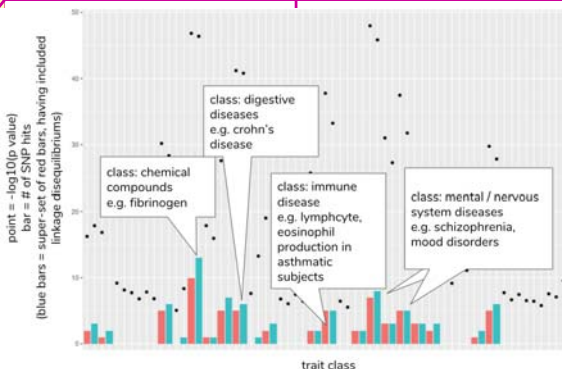 point = -log10(p value)
bar = # of SNP hits
(blue bars = super-set of red bars, having included
linkage disequilibriums)
50
40
30
20
10
0
class: digestive
diseases
e.g. crohn's
disease
class: chemical
compounds
e.g. fibrinogen
class: immune
disease
e.g. lymphcyte,
eosinophil
production in
asthmatic
subjects
class: mental / nervous
system diseases
e.g. schizophrenia,
mood disorders
trait class